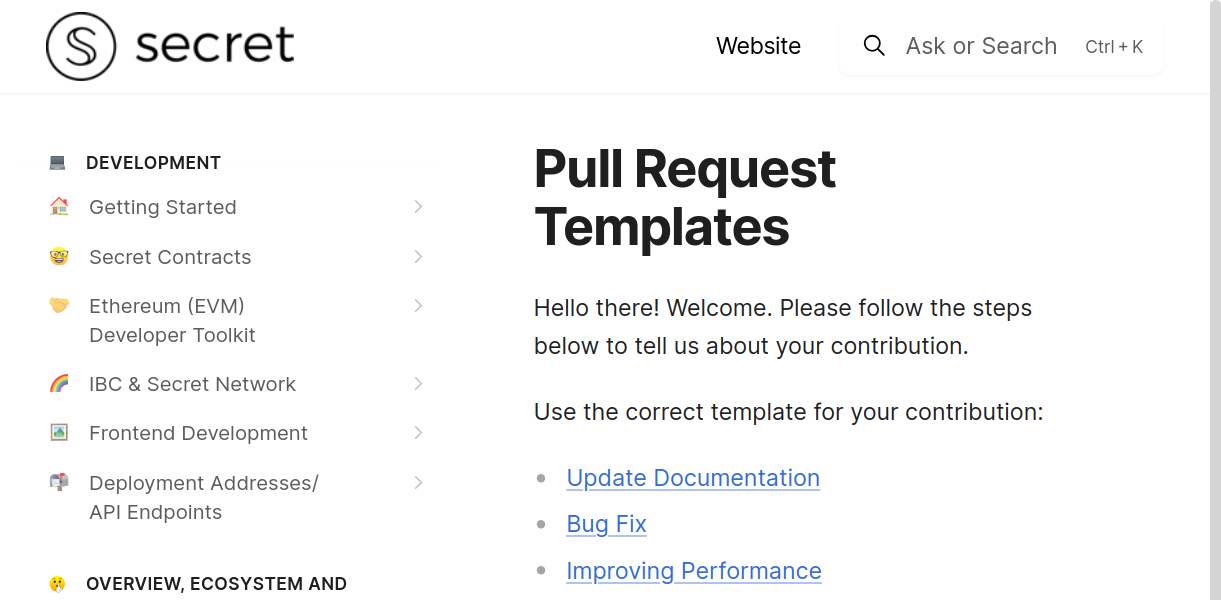 secret
Website
Ask or Search
Ctrl + K
DEVELOPMENT
Getting Started
Secret Contracts
Ethereum (EVM)
Developer Toolkit
IBC & Secret Network
Frontend Development
Deployment Addresses/
API Endpoints
OVERVIEW, ECOSYSTEM AND
Pull Request
Templates
Hello there! Welcome. Please follow the steps
below to tell us about your contribution.
Use the correct template for your contribution:
Update Documentation
Bug Fix
Improving Performance